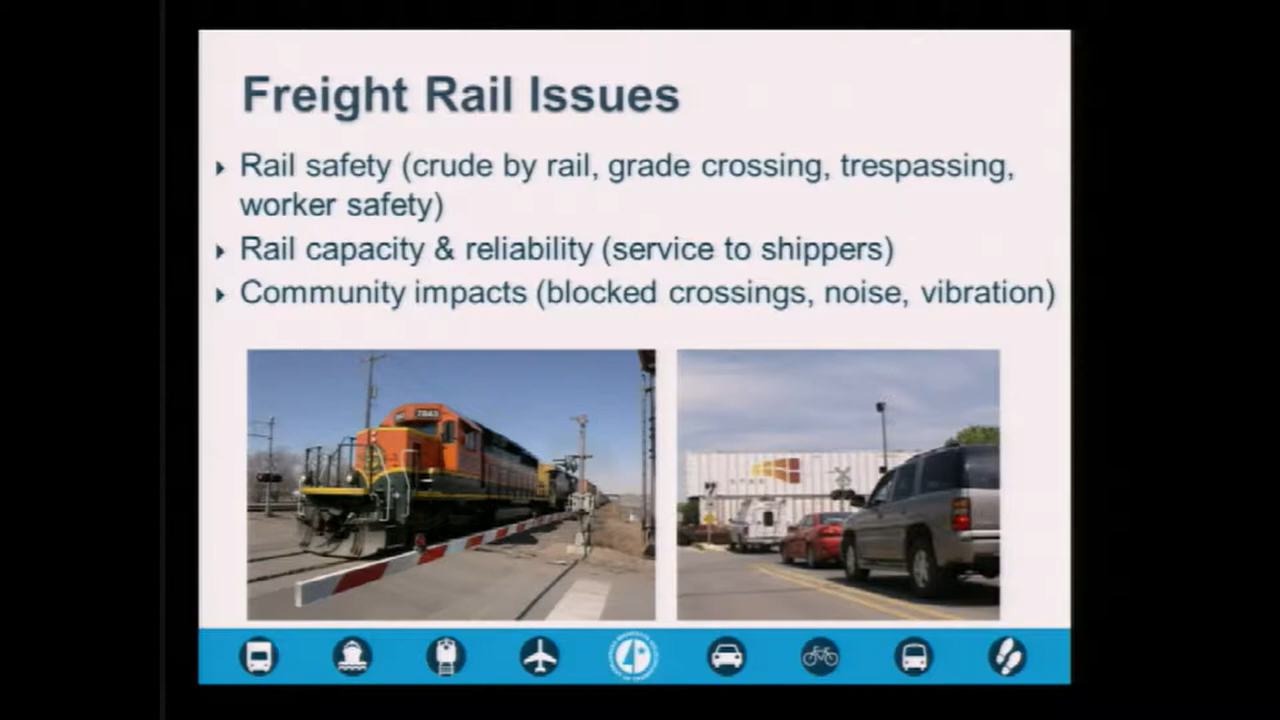 Freight Rail Issues
Rail safety (crude by rail, grade crossing, trespassing,
worker safety)
Rail capacity & reliability (service to shippers)
Community impacts (blocked crossings, noise, vibration)
7843